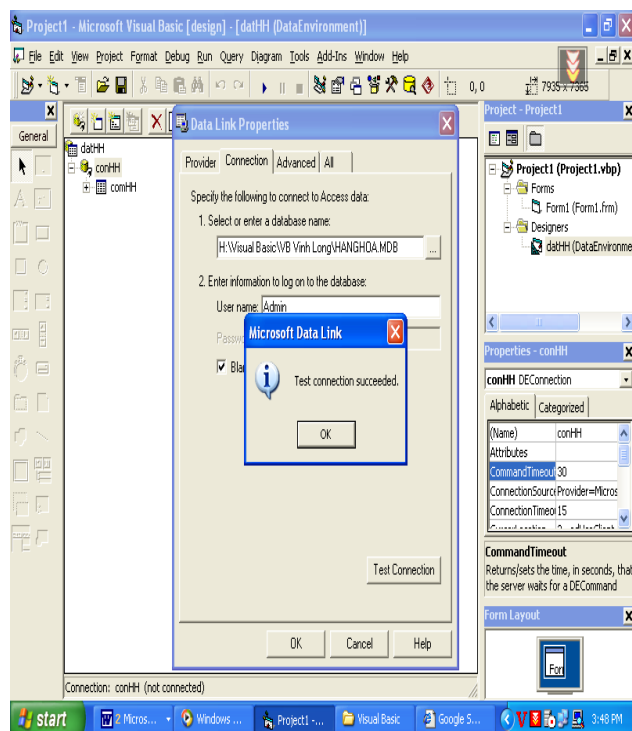 Project1 - Microsoft Visual Basic [design] - [datHH (DataEnvironment)]
File Edit View Project Format Debug Run Query Diagram Tools Add-Ins Window Help
0, 0
7935 x 7365
General
datHH
conHH
comHH
Data Link Properties
Provider Connection Advanced All
Specify the following to connect to Access data:
1. Select or enter a database name:
H:\Visual Basic\VB Vinh Long\HANGHOA.MDB ...
2. Enter information to log on to the database:
User name: Admin
Passw
Bla
Microsoft Data Link
Test connection succeeded.
OK
Test Connection
OK Cancel Help
Connection: conHH (not connected)
Project - Project1
Project1 (Project1.vbp)
Forms
Form1 (Form1.frm)
Designers
datHH (DataEnvironme
Properties - conHH
conHH DEConnection
Alphabetic Categorized
(Name) conHH
Attributes
CommandTimeout 30
ConnectionSource Provider=Micros
ConnectionTimeo 15
CommandTimeout
Returns/sets the time, in seconds, that
the server waits for a DECommand
Form Layout
Form
start 2 Micros... Windows ... Project1 -... Visual Basic Google S... 3:48 PM